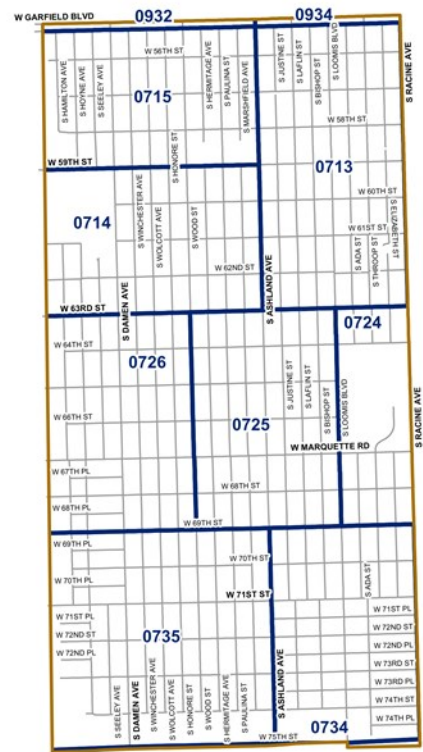 W GARFIELD BLVD
0932
0934
W 56TH ST
S HAMILTON AVE
S HOYNE AVE
S SEELEY AVE
0715
S HERMITAGE AVE
S PAULINA ST
S MARSHFIELD AVE
S JUSTINE ST
S LAFLIN ST
S BISHOP ST
S LOOMIS BLVD
S RACINE AVE
W 58TH ST
S HONORE ST
W 59TH ST
0713
W 60TH ST
0714
S WINCHESTER AVE
S WOLCOTT AVE
S WOOD ST
W 61ST ST
S ELIZABETH ST
S ADA ST
S THROOP ST
W 62ND ST
S ASHLAND AVE
S DAMEN AVE
W 63RD ST
0724
W 64TH ST
0726
S JUSTINE ST
S LAFLIN ST
S BISHOP ST
S LOOMIS BLVD
S RACINE AVE
W 66TH ST
0725
W MARQUETTE RD
W 67TH PL
W 68TH ST
W 68TH PL
W 69TH ST
W 69TH PL
W 70TH ST
W 70TH PL
W 71ST ST
S ADA ST
W 71ST PL
W 71ST PL
W 72ND ST
W 72ND ST
0735
W 72ND PL
W 72ND PL
W 73RD ST
W 73RD PL
W 74TH ST
W 74TH PL
S SEELEY AVE
S DAMEN AVE
S WINCHESTER AVE
S WOLCOTT AVE
S HONORE ST
S WOOD ST
S HERMITAGE AVE
S PAULINA ST
S ASHLAND AVE
0734
W 75TH ST